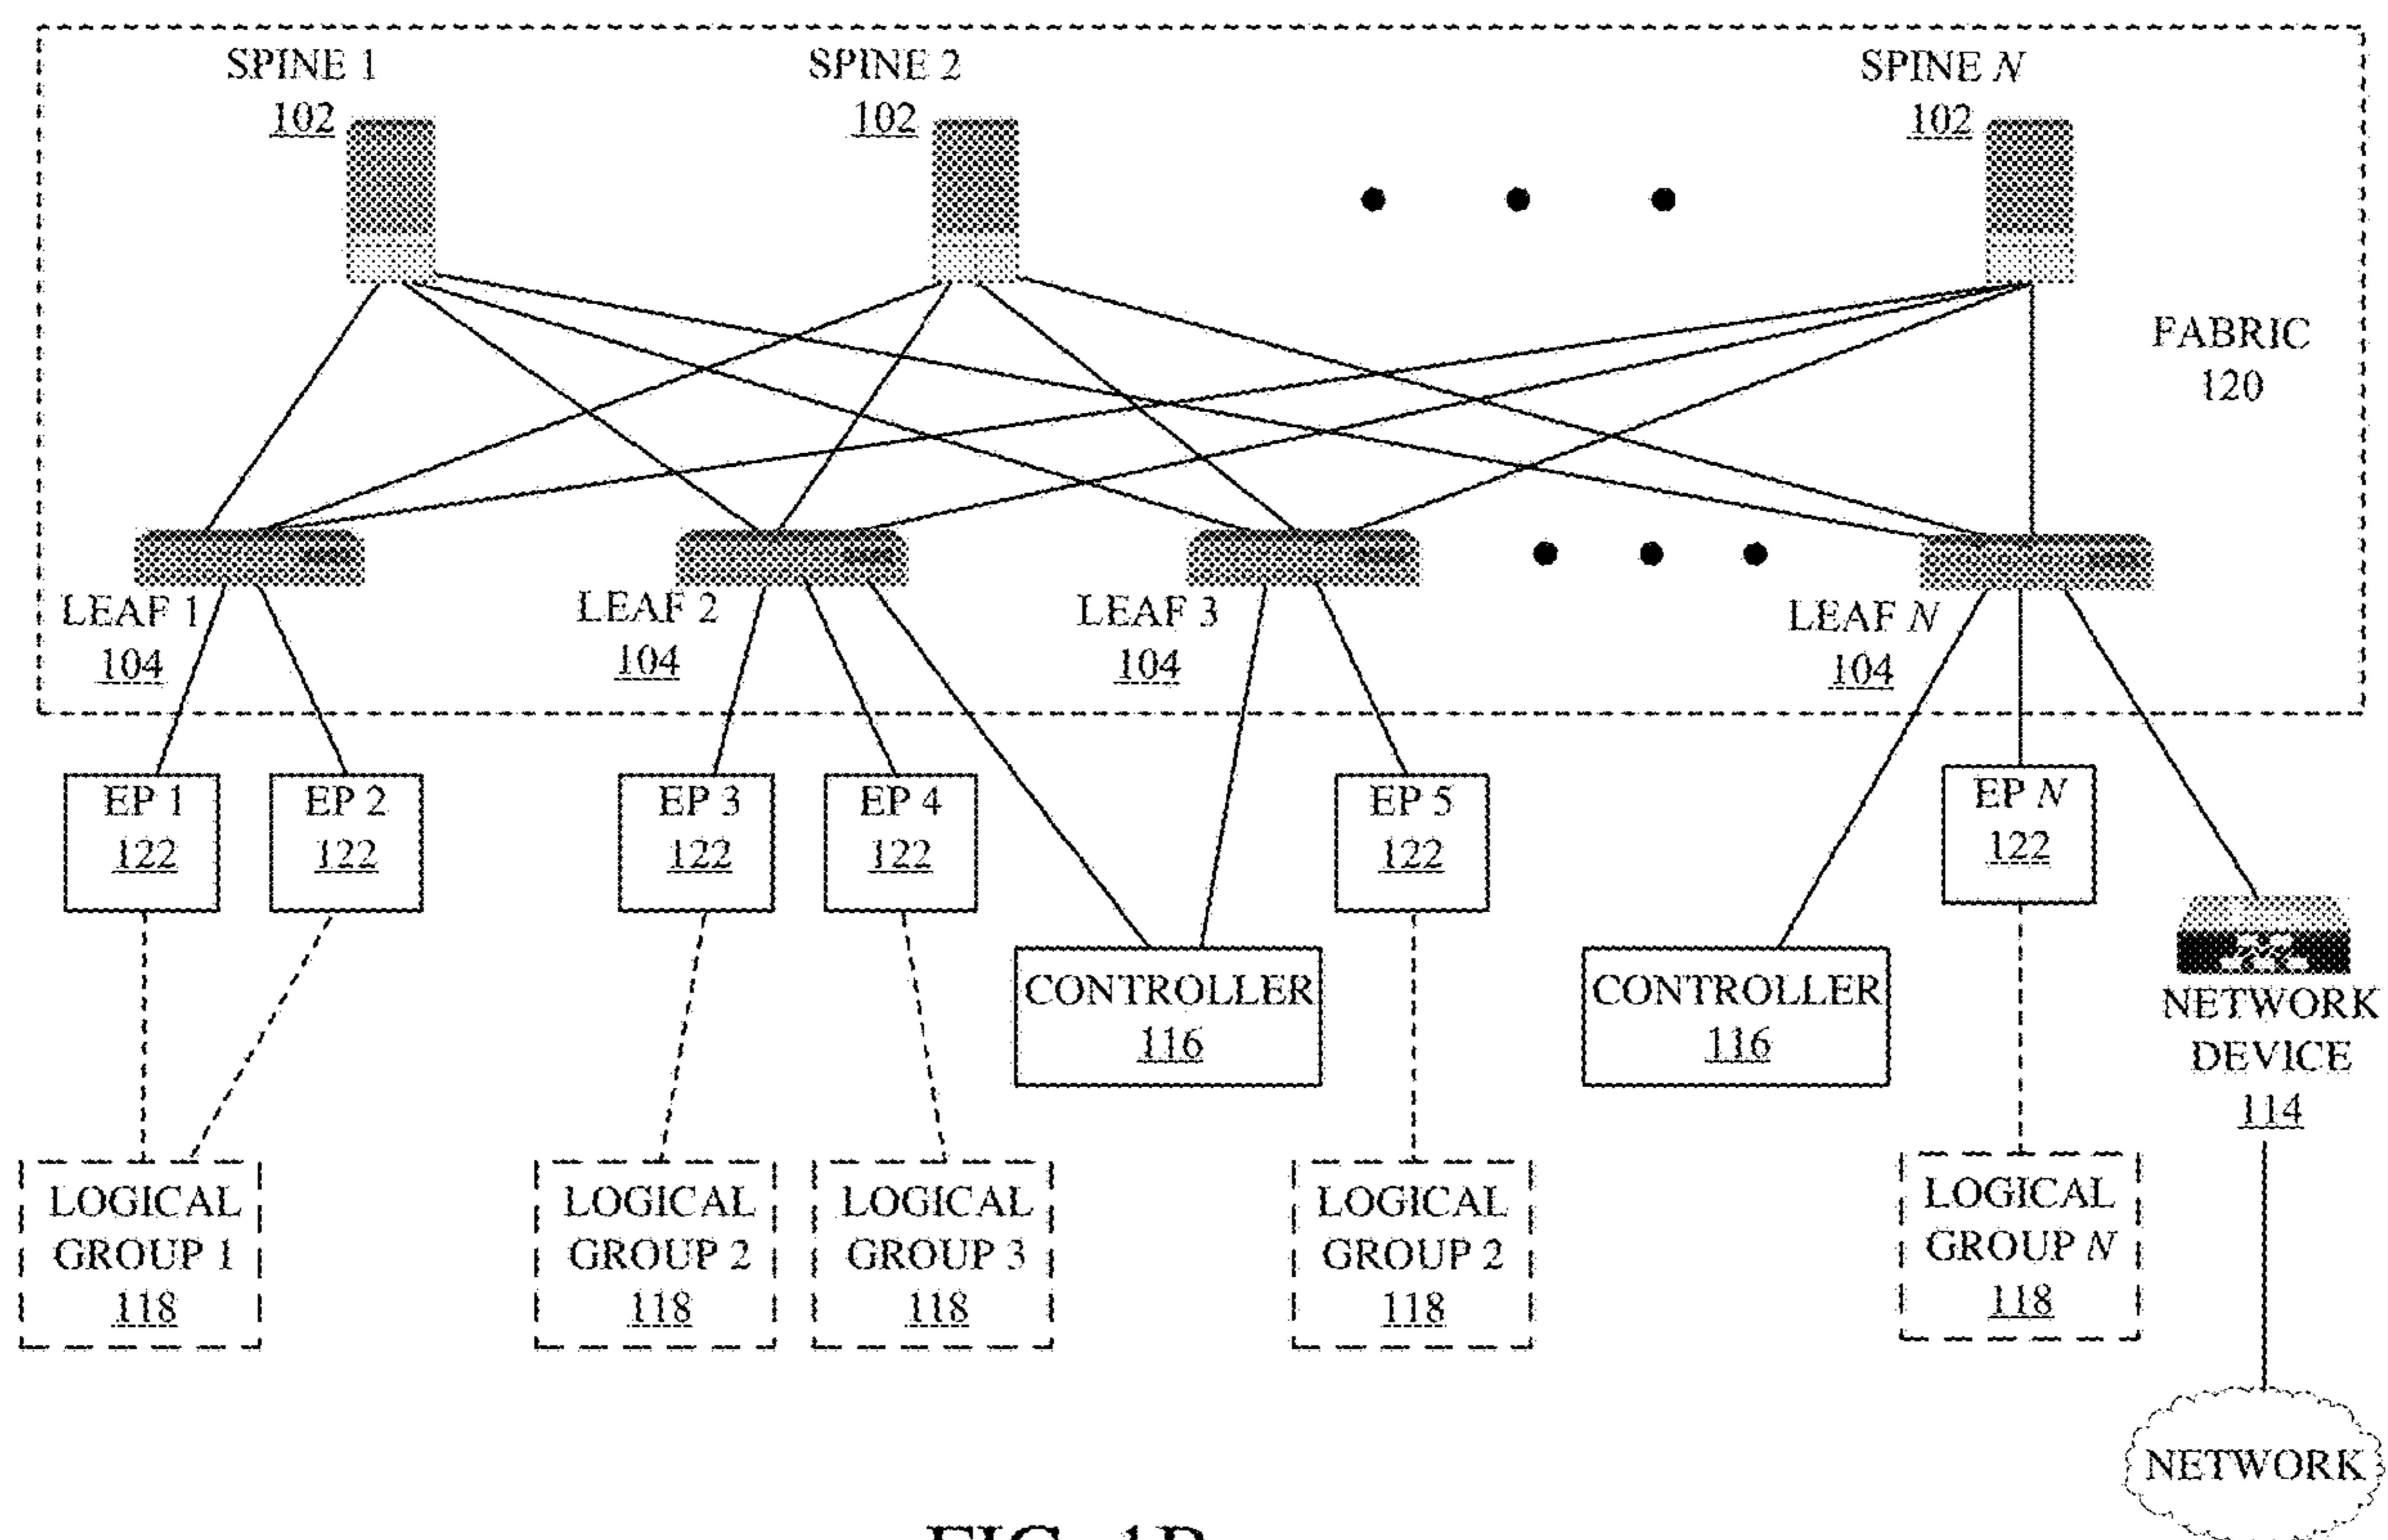 SPINE 1
102
SPINE 2
102
SPINE N
102
FABRIC
120
LEAF 1
104
LEAF 2
104
LEAF 3
104
LEAF N
104
EP 1
122
EP 2
122
EP 3
122
EP 4
122
EP 5
122
EP N
122
CONTROLLER
116
CONTROLLER
116
NETWORK
DEVICE
114
LOGICAL
GROUP 1
118
LOGICAL
GROUP 2
118
LOGICAL
GROUP 3
118
LOGICAL
GROUP 2
118
LOGICAL
GROUP N
118
NETWORK
FIG. 1B